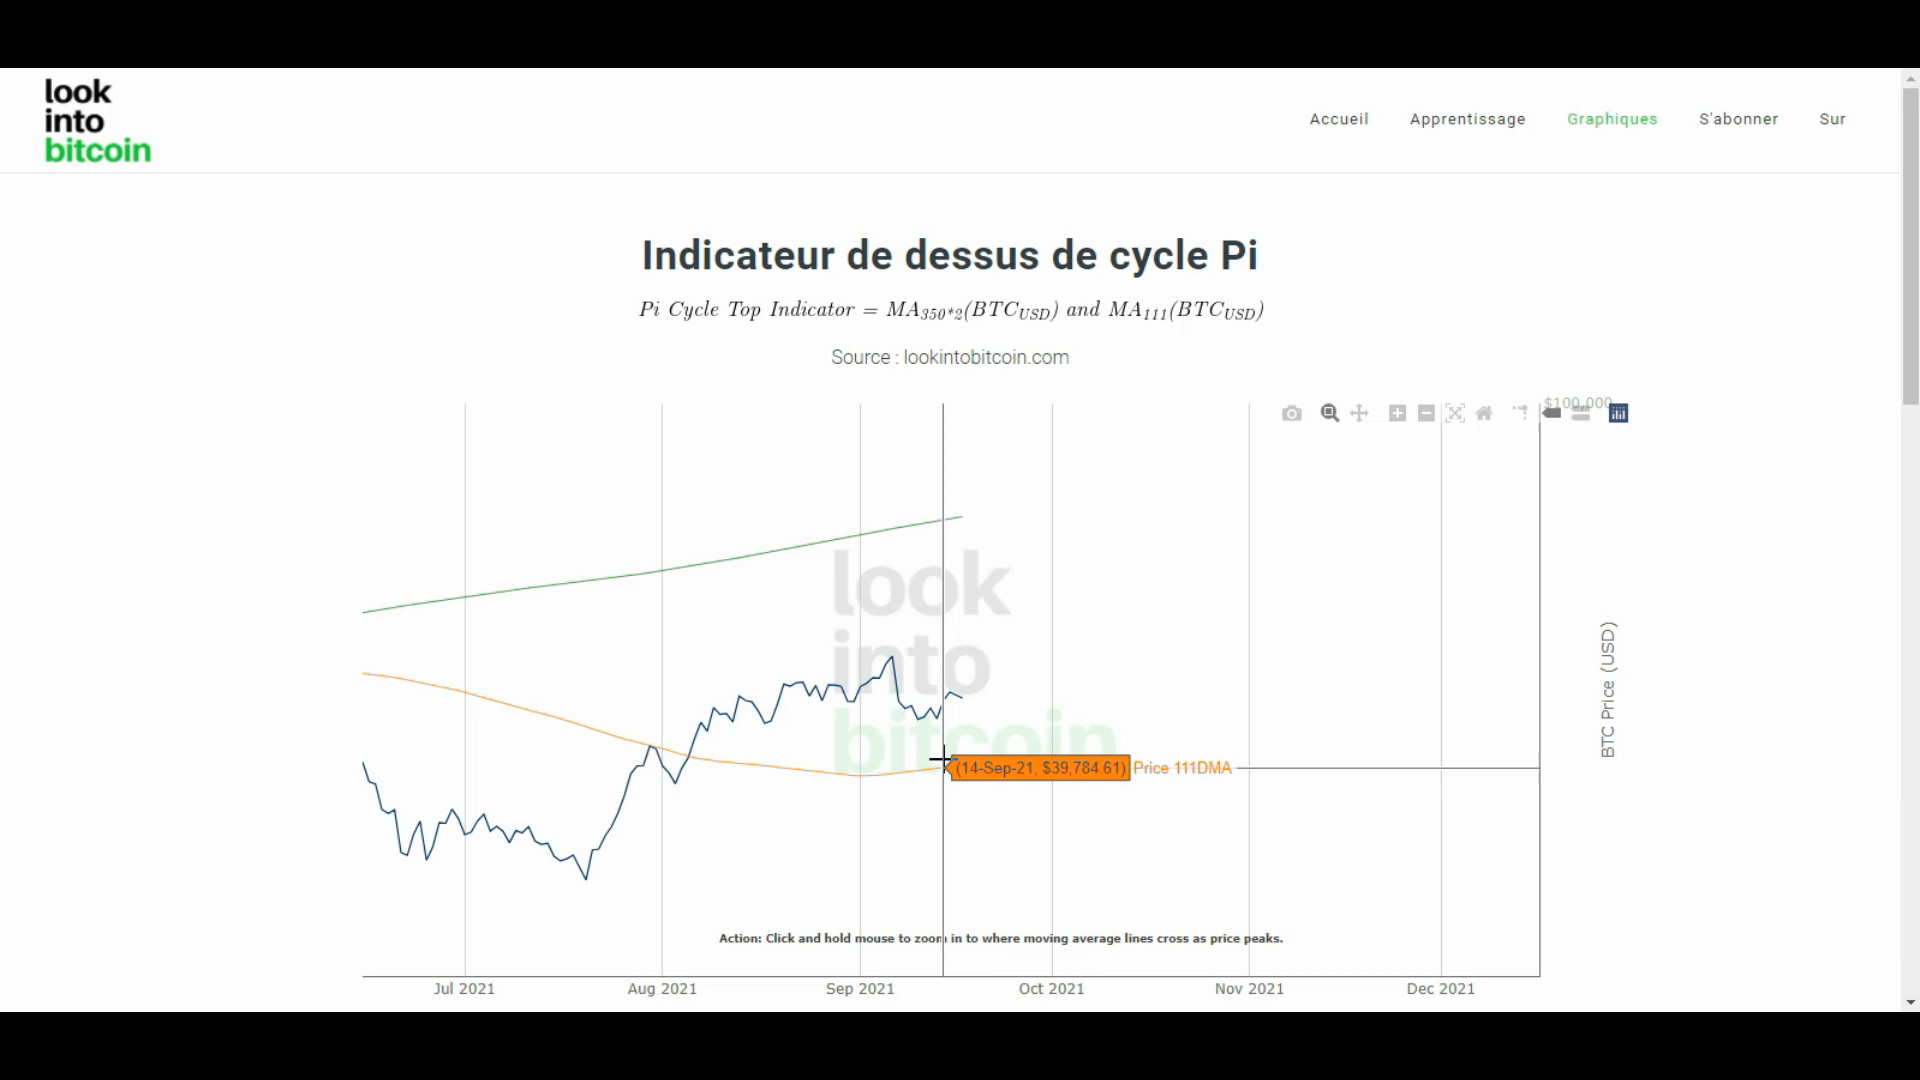 look
into
bitcoin
Accueil Apprentissage Graphiques S'abonner Sur
Indicateur de dessus de cycle Pi
Pi Cycle Top Indicator = MA350*2(BTCUSD) and MA111(BTCUSD)
Source : lookintobitcoin.com
$100,000
look
into
bitcoin
BTC Price (USD)
(14-Sep-21, $39,784.61) Price 111DMA
Action: Click and hold mouse to zoom in to where moving average lines cross as price peaks.
Jul 2021 Aug 2021 Sep 2021 Oct 2021 Nov 2021 Dec 2021